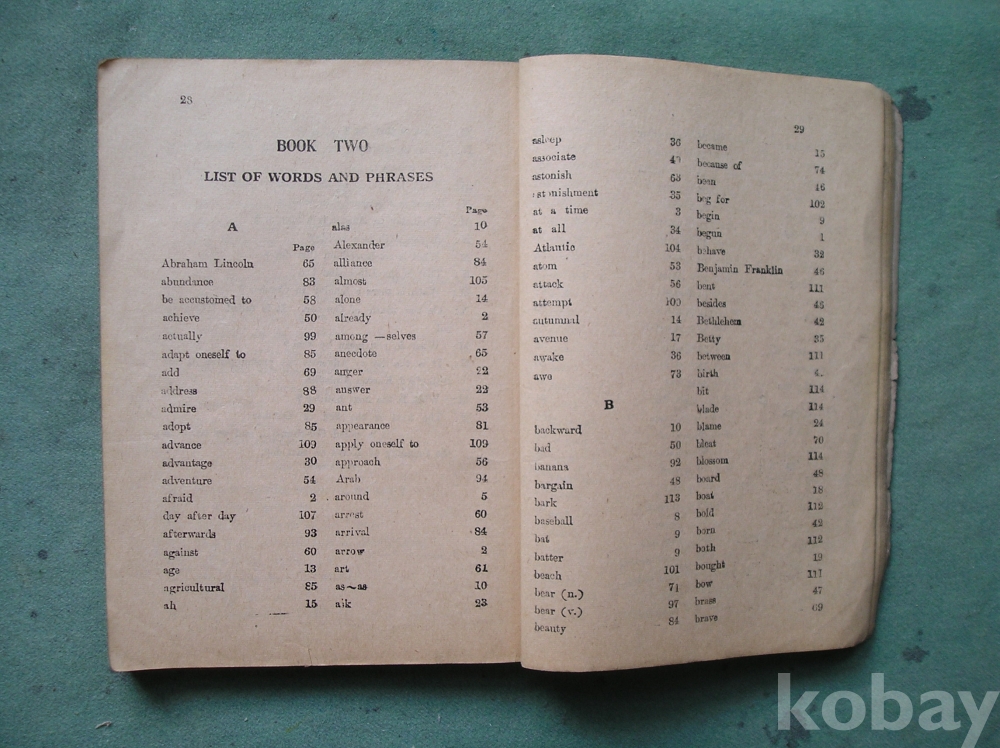 28
BOOK TWO
LIST OF WORDS AND PHRASES
A
Page
Abraham Lincoln 65
abundance 83
be accustomed to 58
achieve 50
actually 99
adapt oneself to 85
add 69
address 88
admire 29
adopt 85
advance 109
advantage 30
adventure 54
afraid 2
day after day 107
afterwards 93
against 60
age 13
agricultural 85
ah 15
Page
alas 10
Alexander 54
alliance 84
almost 105
alone 14
already 2
among —selves 57
anecdote 65
anger 22
answer 22
ant 53
appearance 81
apply oneself to 109
approach 56
Arab 94
around 5
arrest 60
arrival 84
arrow 2
art 61
as~as 10
aik 23
29
asleep 36
associate
astonish 63
astonishment 35
at a time 3
at all 34
Atlantic 104
atom 53
attack 56
attempt
autumnal 14
avenue 17
awake 36
awe 73
B
backward 10
bad 50
banana 92
bargain 48
bark 113
baseball 8
bat 9
batter 9
beach 101
bear (n.)
bear (v.) 97
beauty 84
became 15
because of 74
been
beg for 102
begin 9
begun 1
behave 32
Benjamin Franklin 46
bent 111
besides 46
Bethlehem 42
Betty 35
between 111
birth
bit 114
blade 114
blame 24
bleat 70
blossom 114
board 48
boat 18
bold 112
born 42
both 112
bought 19
bow 111
brass 47
brave 69
kobay